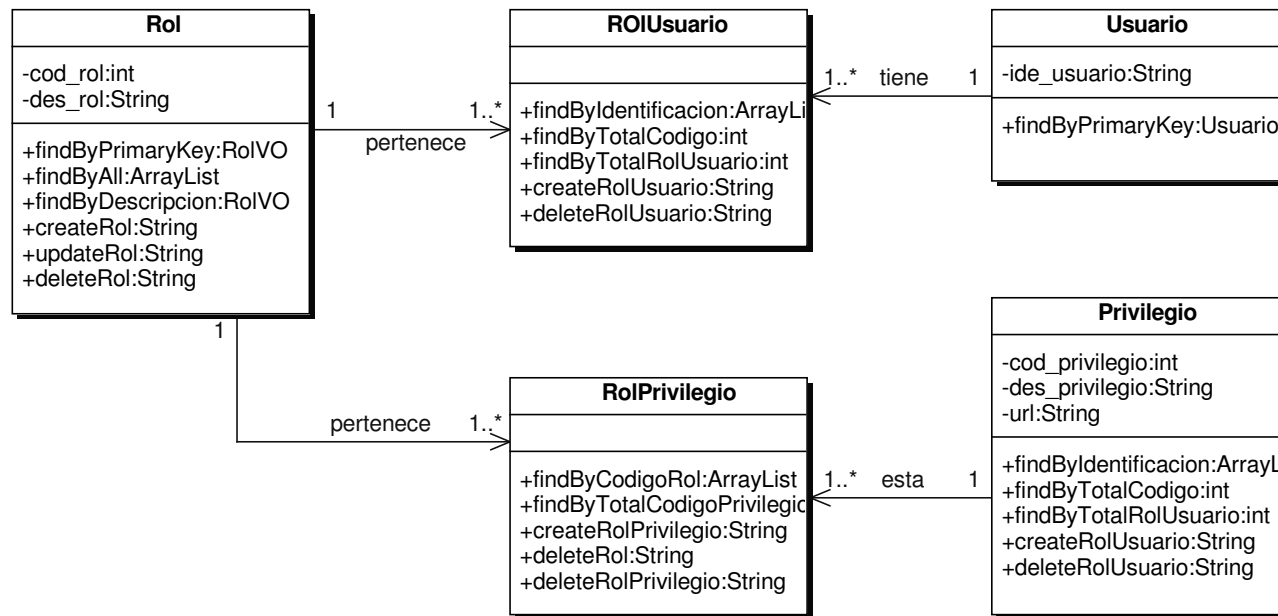 Rol
-cod_rol:int
-des_rol:String
+findByPrimaryKey:RolVO
+findByAll:ArrayList
+findByDescripcion:RolVO
+createRol:String
+updateRol:String
+deleteRol:String
1
1..*
pertenece
ROlUsuario
+findByIdentificacion:ArrayLi
+findByTotalCodigo:int
+findByTotalRolUsuario:int
+createRolUsuario:String
+deleteRolUsuario:String
1..* tiene 1
Usuario
-ide_usuario:String
+findByPrimaryKey:Usuario
1
pertenece 1..*
RolPrivilegio
+findByCodigoRol:ArrayList
+findByTotalCodigoPrivilegio
+createRolPrivilegio:String
+deleteRol:String
+deleteRolPrivilegio:String
1..* esta 1
Privilegio
-cod_privilegio:int
-des_privilegio:String
-url:String
+findByIdentificacion:ArrayL
+findByTotalCodigo:int
+findByTotalRolUsuario:int
+createRolUsuario:String
+deleteRolUsuario:String